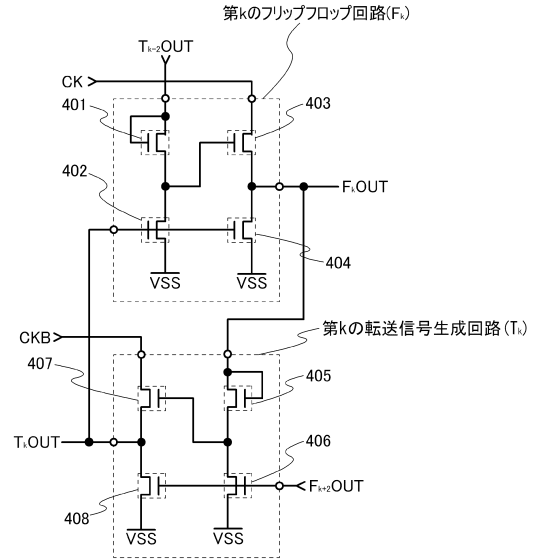 第kのフリップフロップ回路(Fₖ)
Tₖ₋₂OUT
CK
401
403
402
FₖOUT
404
VSS
VSS
第kの転送信号生成回路(Tₖ)
CKB
407
405
TₖOUT
406
Fₖ₊₂OUT
408
VSS
VSS